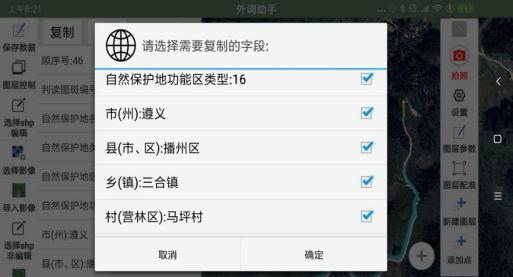 上午8:21
外调助手
保存数据
图层控制
选择shp
编辑
选择影像
导入影像
选择shp
非编辑
复制
顺序号:46
判读图斑编号
自然保护地
自然保护地
自然保护地
自然保护地
市(州):遵义
县(市、区):播
请选择需要复制的字段:
自然保护地功能区类型:16
市(州):遵义
县(市、区):播州区
乡(镇):三合镇
村(营林区):马坪村
取消
确定
拍照
设置
图层参数
图层配准
新建图层
添加点